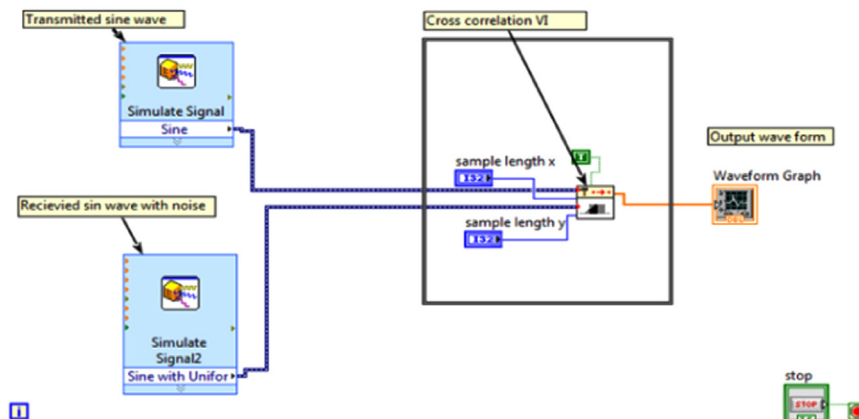 Transmitted sine wave
Cross correlation VI
Simulate Signal
Sine
Output wave form
sample length x
I32
T
Waveform Graph
Recievied sin wave with noise
sample length y
I32
Simulate
Signal2
Sine with Unifor
stop
STOP
i